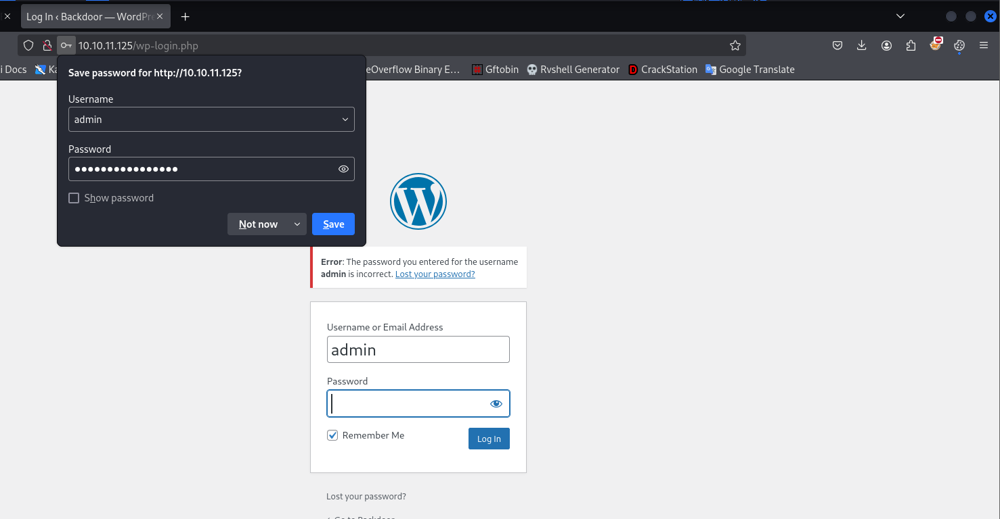 Log In ‹ Backdoor — WordPre
10.10.11.125/wp-login.php
i Docs Ka eOverflow Binary E… Gftobin Rvshell Generator CrackStation Google Translate
Save password for http://10.10.11.125?
Username
admin
Password
●●●●●●●●●●●●●●●●
Show password
Not now Save
Error: The password you entered for the username
admin is incorrect. Lost your password?
Username or Email Address
admin
Password
Remember Me Log In
Lost your password?
Go to Backdoor